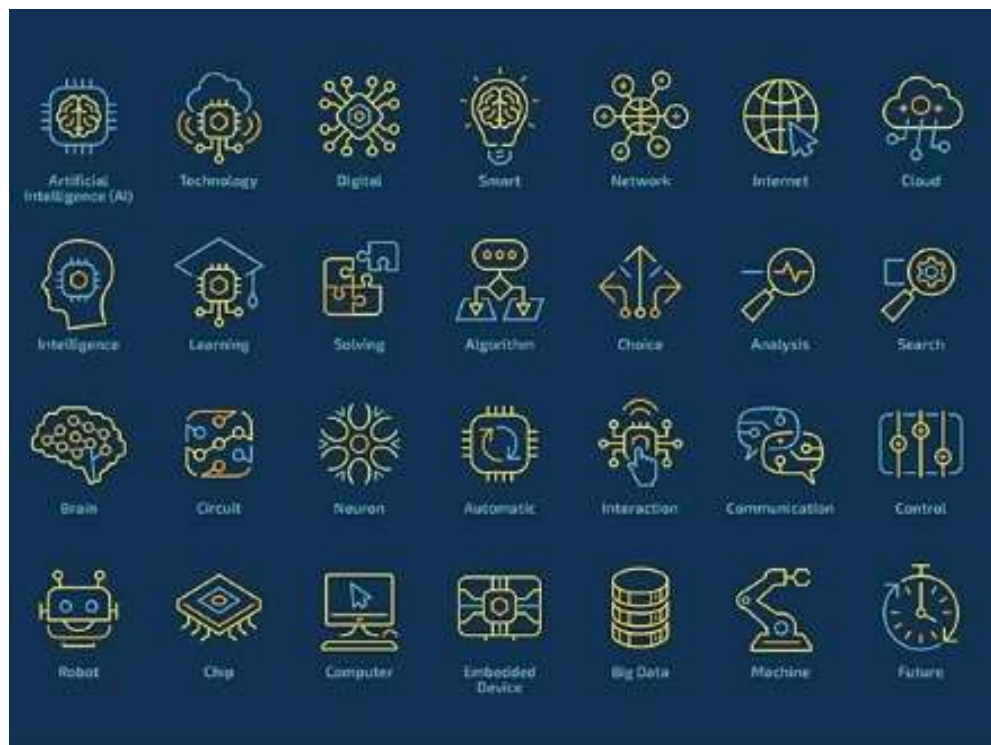 Artificial
Intelligence (AI)
Technology
Digital
Smart
Network
Internet
Cloud
Intelligence
Learning
Solving
Algorithm
Choice
Analysis
Search
Brain
Circuit
Neuron
Automatic
Interaction
Communication
Control
Robot
Chip
Computer
Embedded
Device
Big Data
Machine
Future